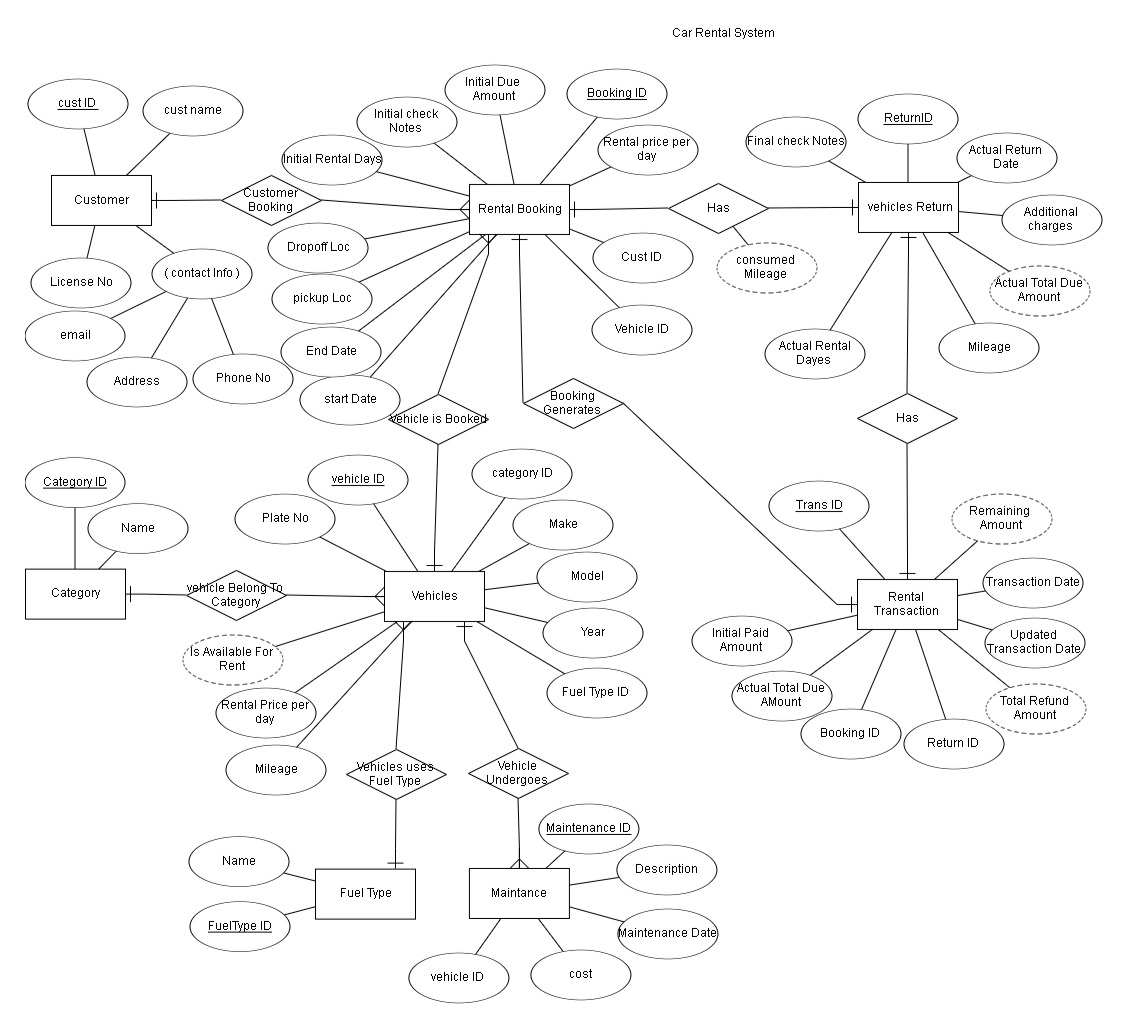 Car Rental System
cust ID
cust name
Customer
License No
( contact Info )
email
Address
Phone No
Customer
Booking
Initial Rental Days
Initial check
Notes
Initial Due
Amount
Booking ID
Rental price per
day
Rental Booking
Dropoff Loc
pickup Loc
End Date
start Date
Cust ID
Vehicle ID
Has
consumed
Mileage
Final check Notes
ReturnID
Actual Return
Date
vehicles Return
Additional
charges
Actual Total Due
Amount
Mileage
Actual Rental
Dayes
Vehicle is Booked
Booking
Generates
Has
Category ID
Name
Category
vehicle Belong To
Category
Plate No
vehicle ID
category ID
Make
Model
Vehicles
Year
Fuel Type ID
Is Available For
Rent
Rental Price per
day
Mileage
Trans ID
Remaining
Amount
Transaction Date
Rental
Transaction
Updated
Transaction Date
Total Refund
Amount
Initial Paid
Amount
Actual Total Due
AMount
Booking ID
Return ID
Vehicles uses
Fuel Type
Vehicle
Undergoes
Name
Fuel Type
FuelType ID
Maintenance ID
Description
Maintance
Maintenance Date
vehicle ID
cost